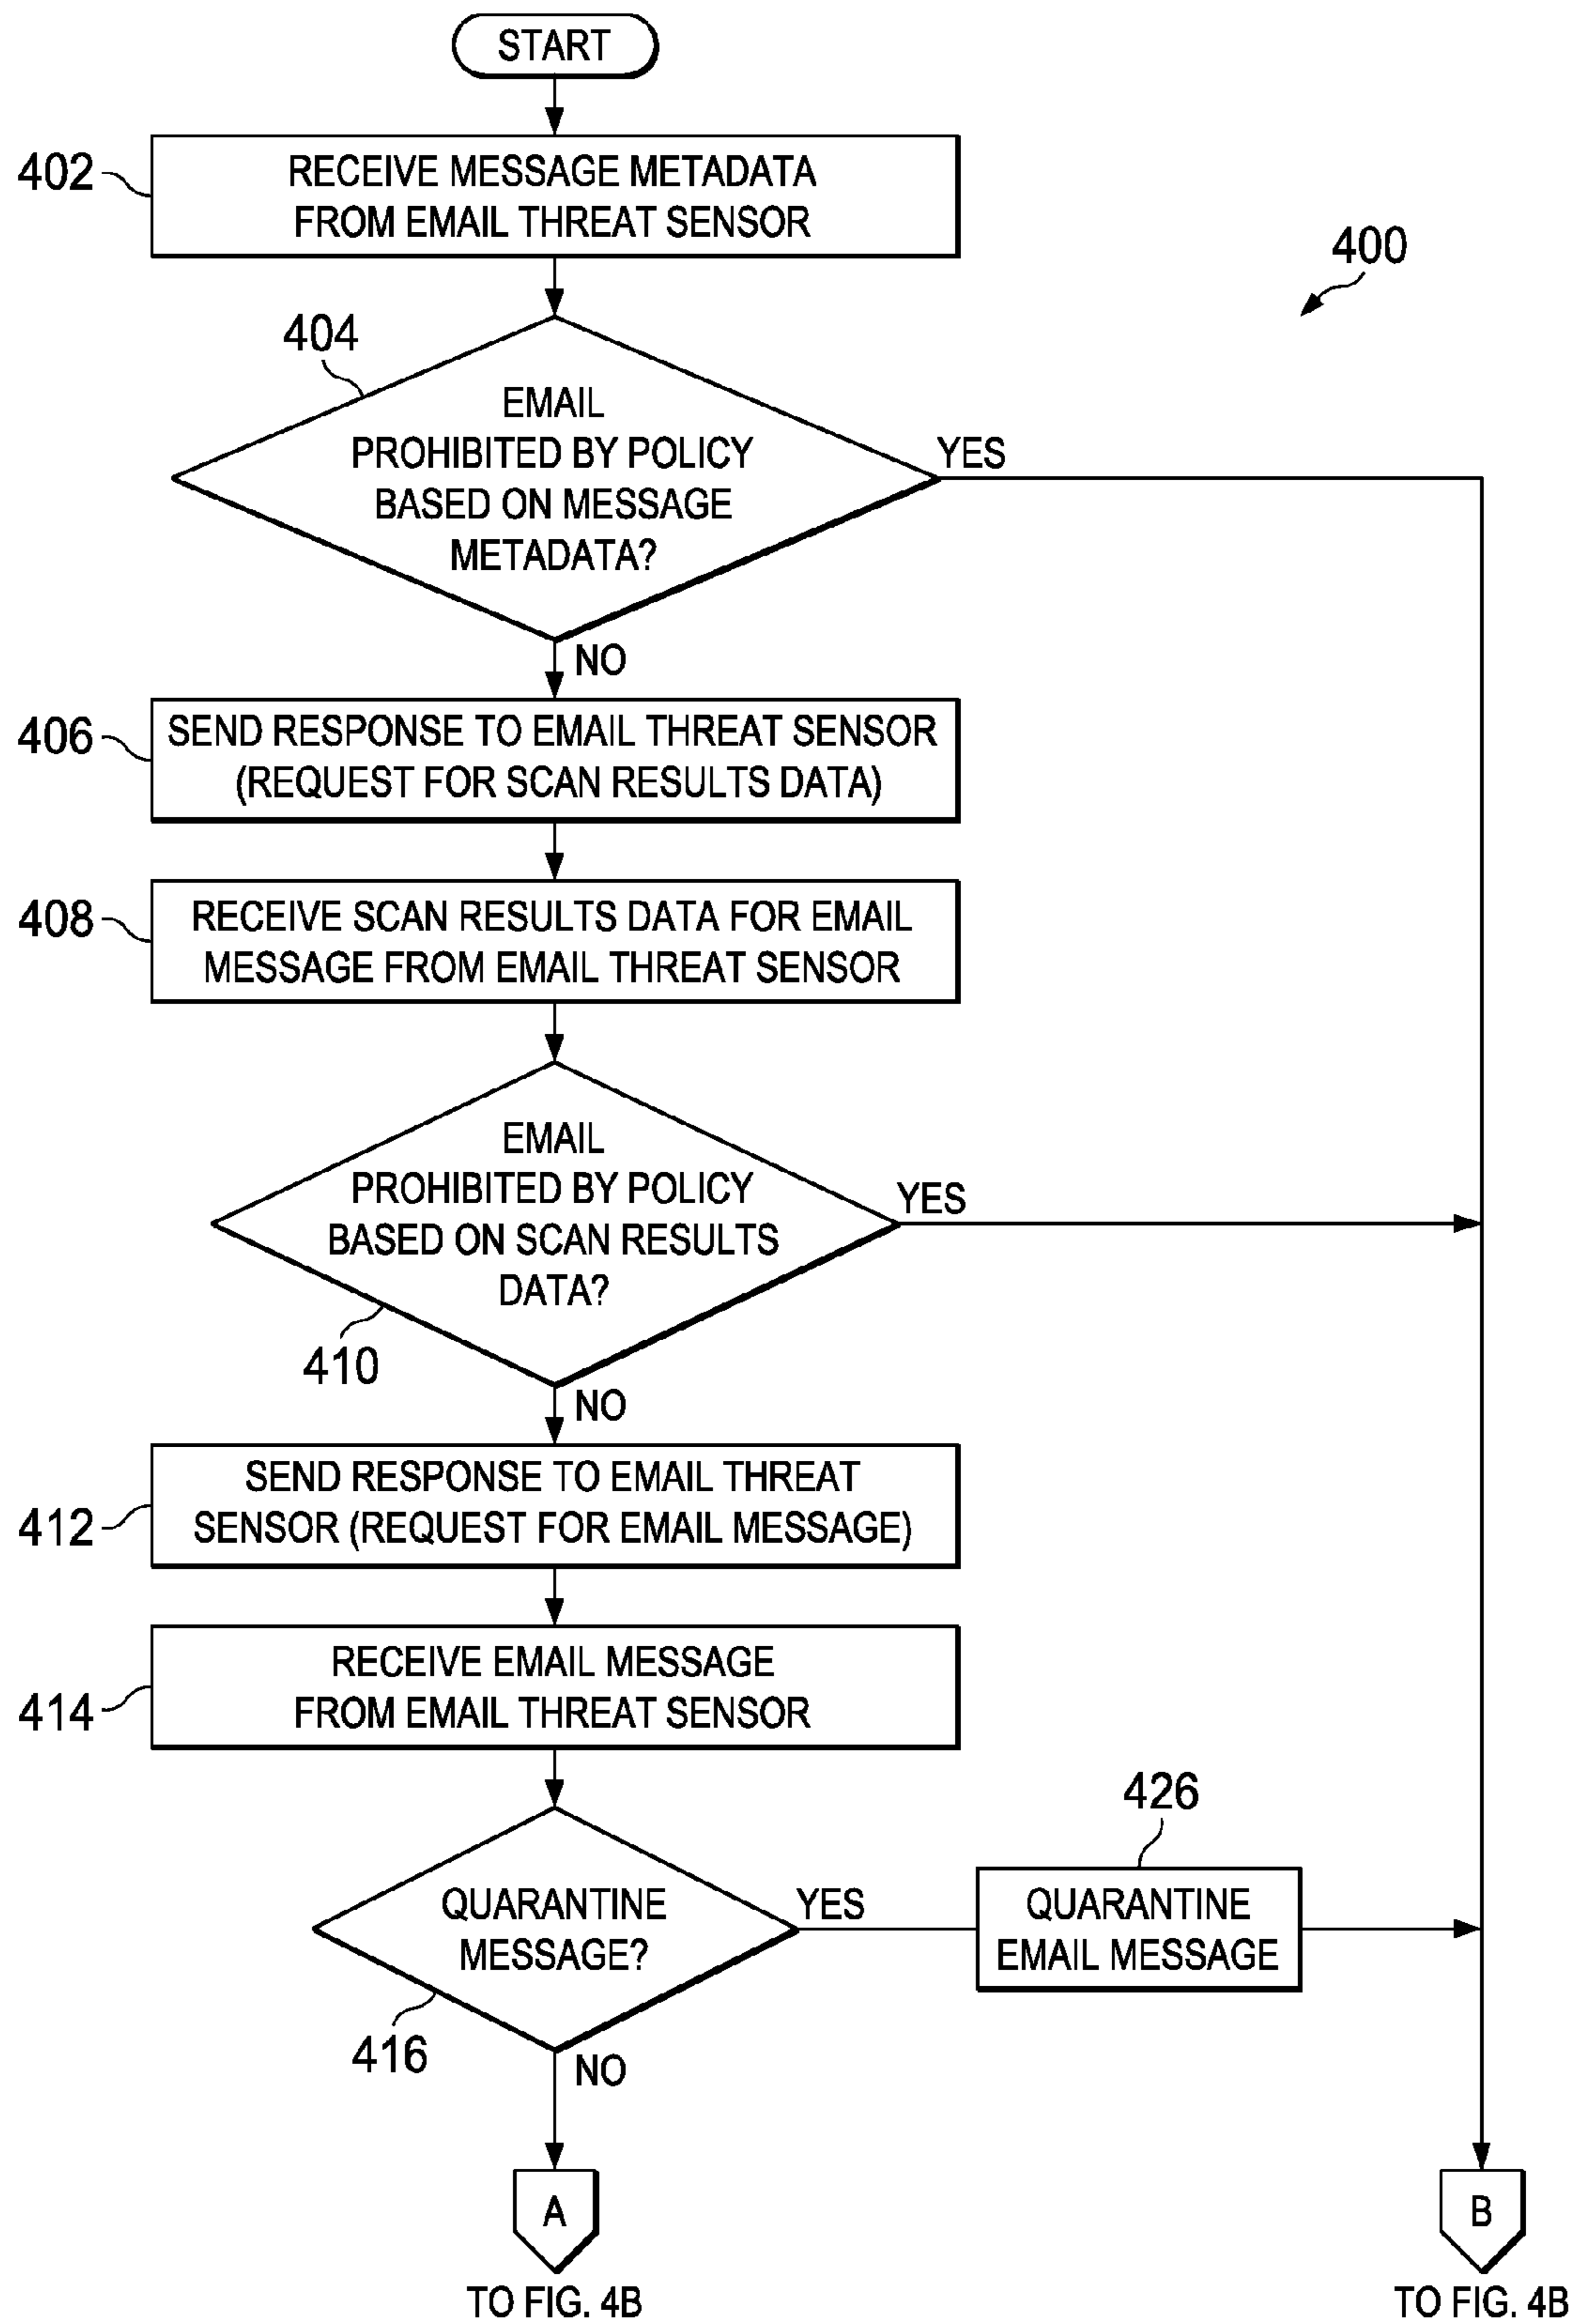 START
402
RECEIVE MESSAGE METADATA
FROM EMAIL THREAT SENSOR
400
404
EMAIL
PROHIBITED BY POLICY
BASED ON MESSAGE
METADATA?
YES
NO
406
SEND RESPONSE TO EMAIL THREAT SENSOR
(REQUEST FOR SCAN RESULTS DATA)
408
RECEIVE SCAN RESULTS DATA FOR EMAIL
MESSAGE FROM EMAIL THREAT SENSOR
EMAIL
PROHIBITED BY POLICY
BASED ON SCAN RESULTS
DATA?
YES
410
NO
412
SEND RESPONSE TO EMAIL THREAT
SENSOR (REQUEST FOR EMAIL MESSAGE)
414
RECEIVE EMAIL MESSAGE
FROM EMAIL THREAT SENSOR
426
QUARANTINE
MESSAGE?
YES
QUARANTINE
EMAIL MESSAGE
416
NO
A
B
TO FIG. 4B
TO FIG. 4B